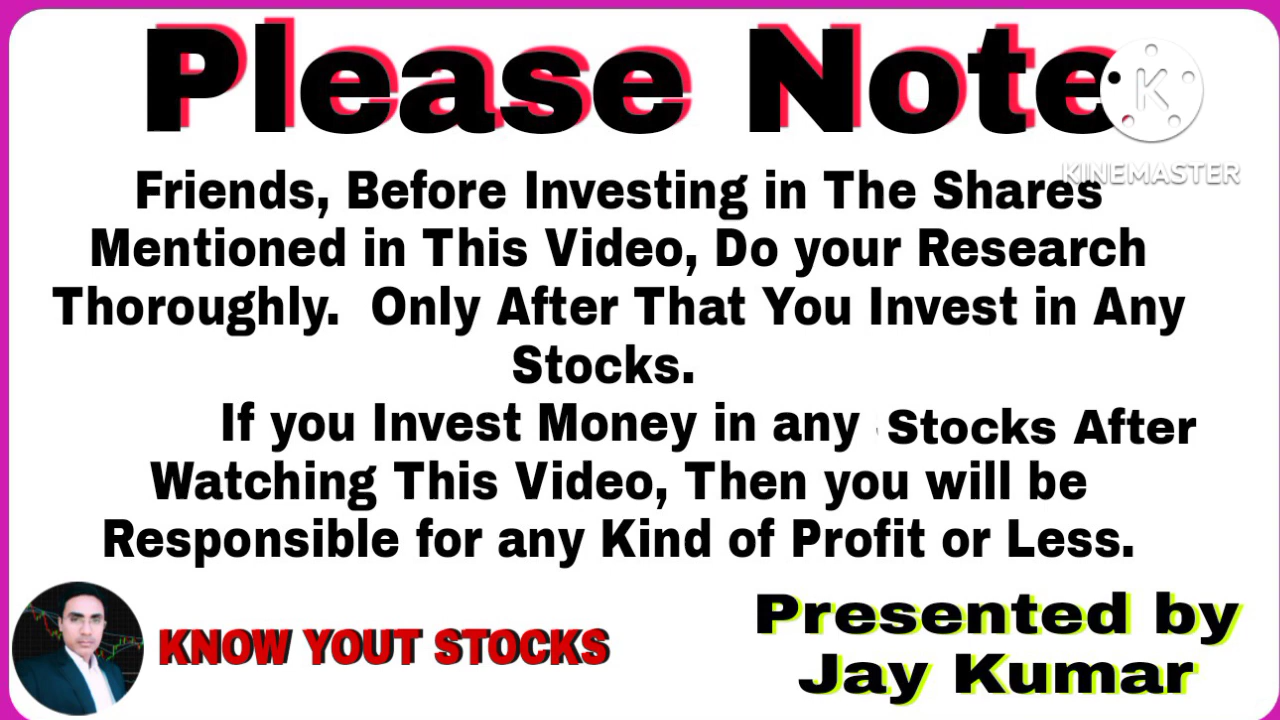 Please Note
K
KINEMASTER
Friends, Before Investing in The Shares
Mentioned in This Video, Do your Research
Thoroughly. Only After That You Invest in Any
Stocks.
If you Invest Money in any Stocks After
Watching This Video, Then you will be
Responsible for any Kind of Profit or Less.
KNOW YOUT STOCKS
Presented by
Jay Kumar